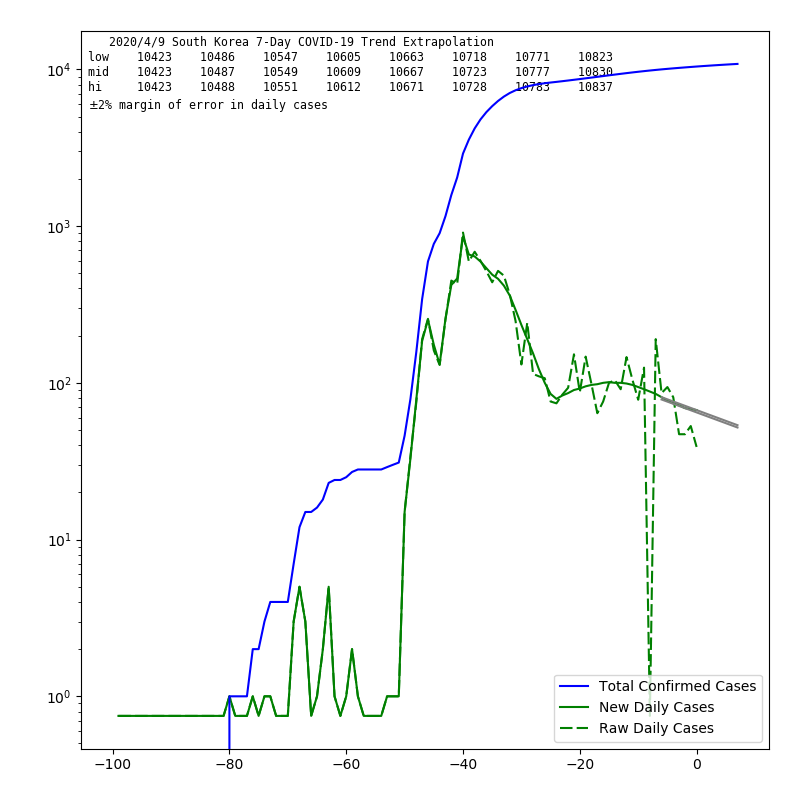 2020/4/9 South Korea 7-Day COVID-19 Trend Extrapolation
low 10423 10486 10547 10605 10663 10718 10771 10823
mid 10423 10487 10549 10609 10667 10723 10777 10830
hi 10423 10488 10551 10612 10671 10728 10783 10837
±2% margin of error in daily cases
10⁴
10³
10²
10¹
10⁰
Total Confirmed Cases
New Daily Cases
Raw Daily Cases
−100 −80 −60 −40 −20 0